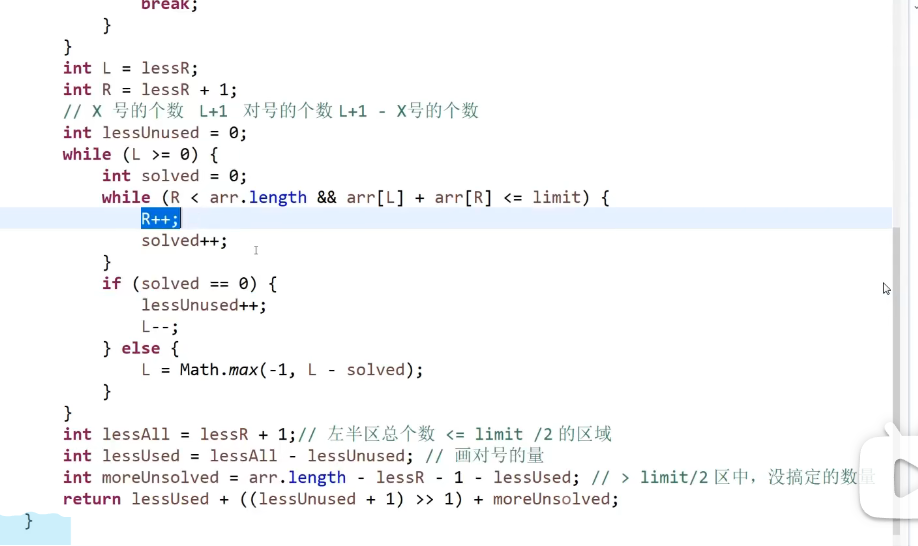 break;
}
}
int L = lessR;
int R = lessR + 1;
// X 号的个数 L+1 对号的个数 L+1 - X号的个数
int lessUnused = 0;
while (L >= 0) {
int solved = 0;
while (R < arr.length && arr[L] + arr[R] <= limit) {
R++;
solved++;
}
if (solved == 0) {
lessUnused++;
L--;
} else {
L = Math.max(-1, L - solved);
}
}
int lessAll = lessR + 1;// 左半区总个数 <= limit /2 的区域
int lessUsed = lessAll - lessUnused; // 画对号的量
int moreUnsolved = arr.length - lessR - 1 - lessUsed; // > limit/2 区中，没搞定的数量
return lessUsed + ((lessUnused + 1) >> 1) + moreUnsolved;
}